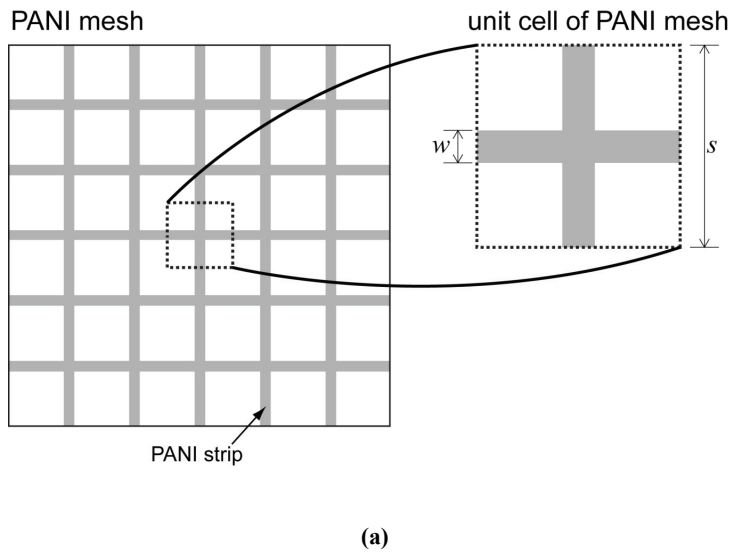 PANI mesh
unit cell of PANI mesh
w
s
PANI strip
(a)